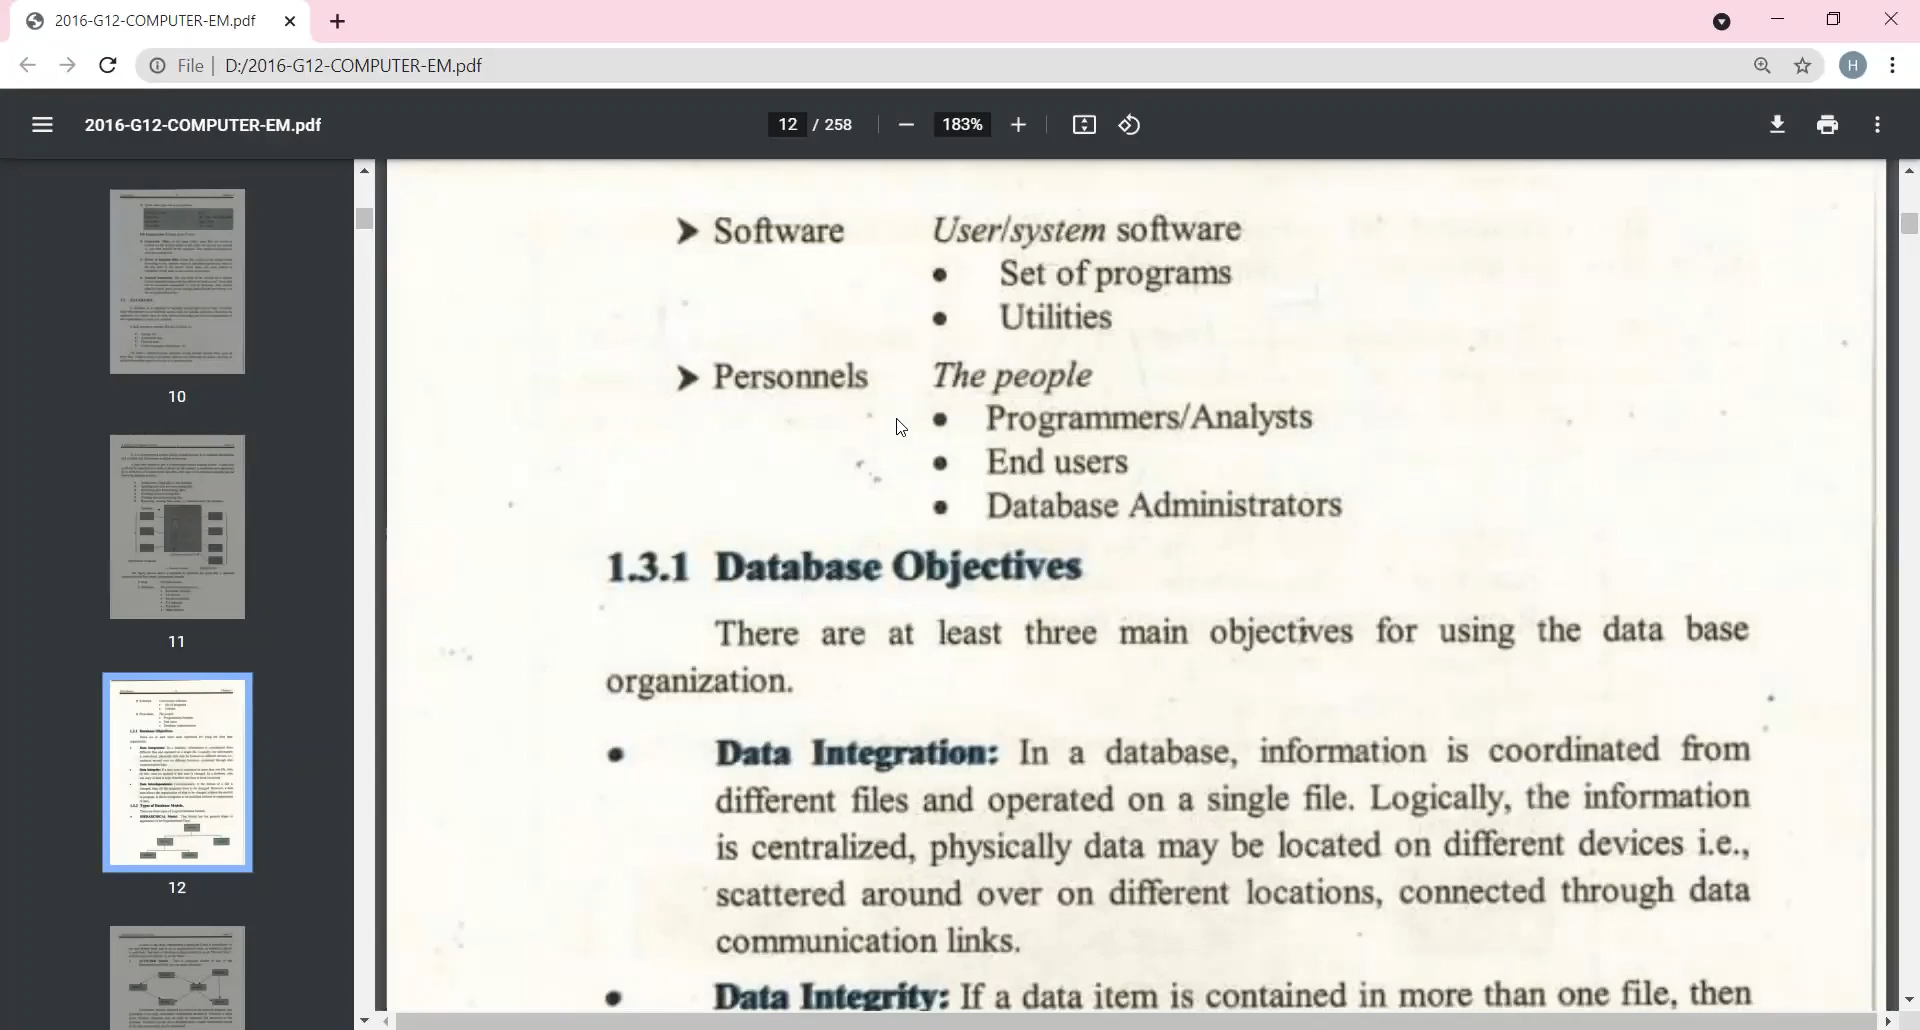 2016-G12-COMPUTER-EM.pdf
File | D:/2016-G12-COMPUTER-EM.pdf
H
2016-G12-COMPUTER-EM.pdf
12 / 258
183%
10
11
12
➤ Software User/system software
• Set of programs
• Utilities
➤ Personnels The people
• Programmers/Analysts
• End users
• Database Administrators
1.3.1 Database Objectives
There are at least three main objectives for using the data base
organization.
• Data Integration: In a database, information is coordinated from
different files and operated on a single file. Logically, the information
is centralized, physically data may be located on different devices i.e.,
scattered around over on different locations, connected through data
communication links.
• Data Integrity: If a data item is contained in more than one file, then